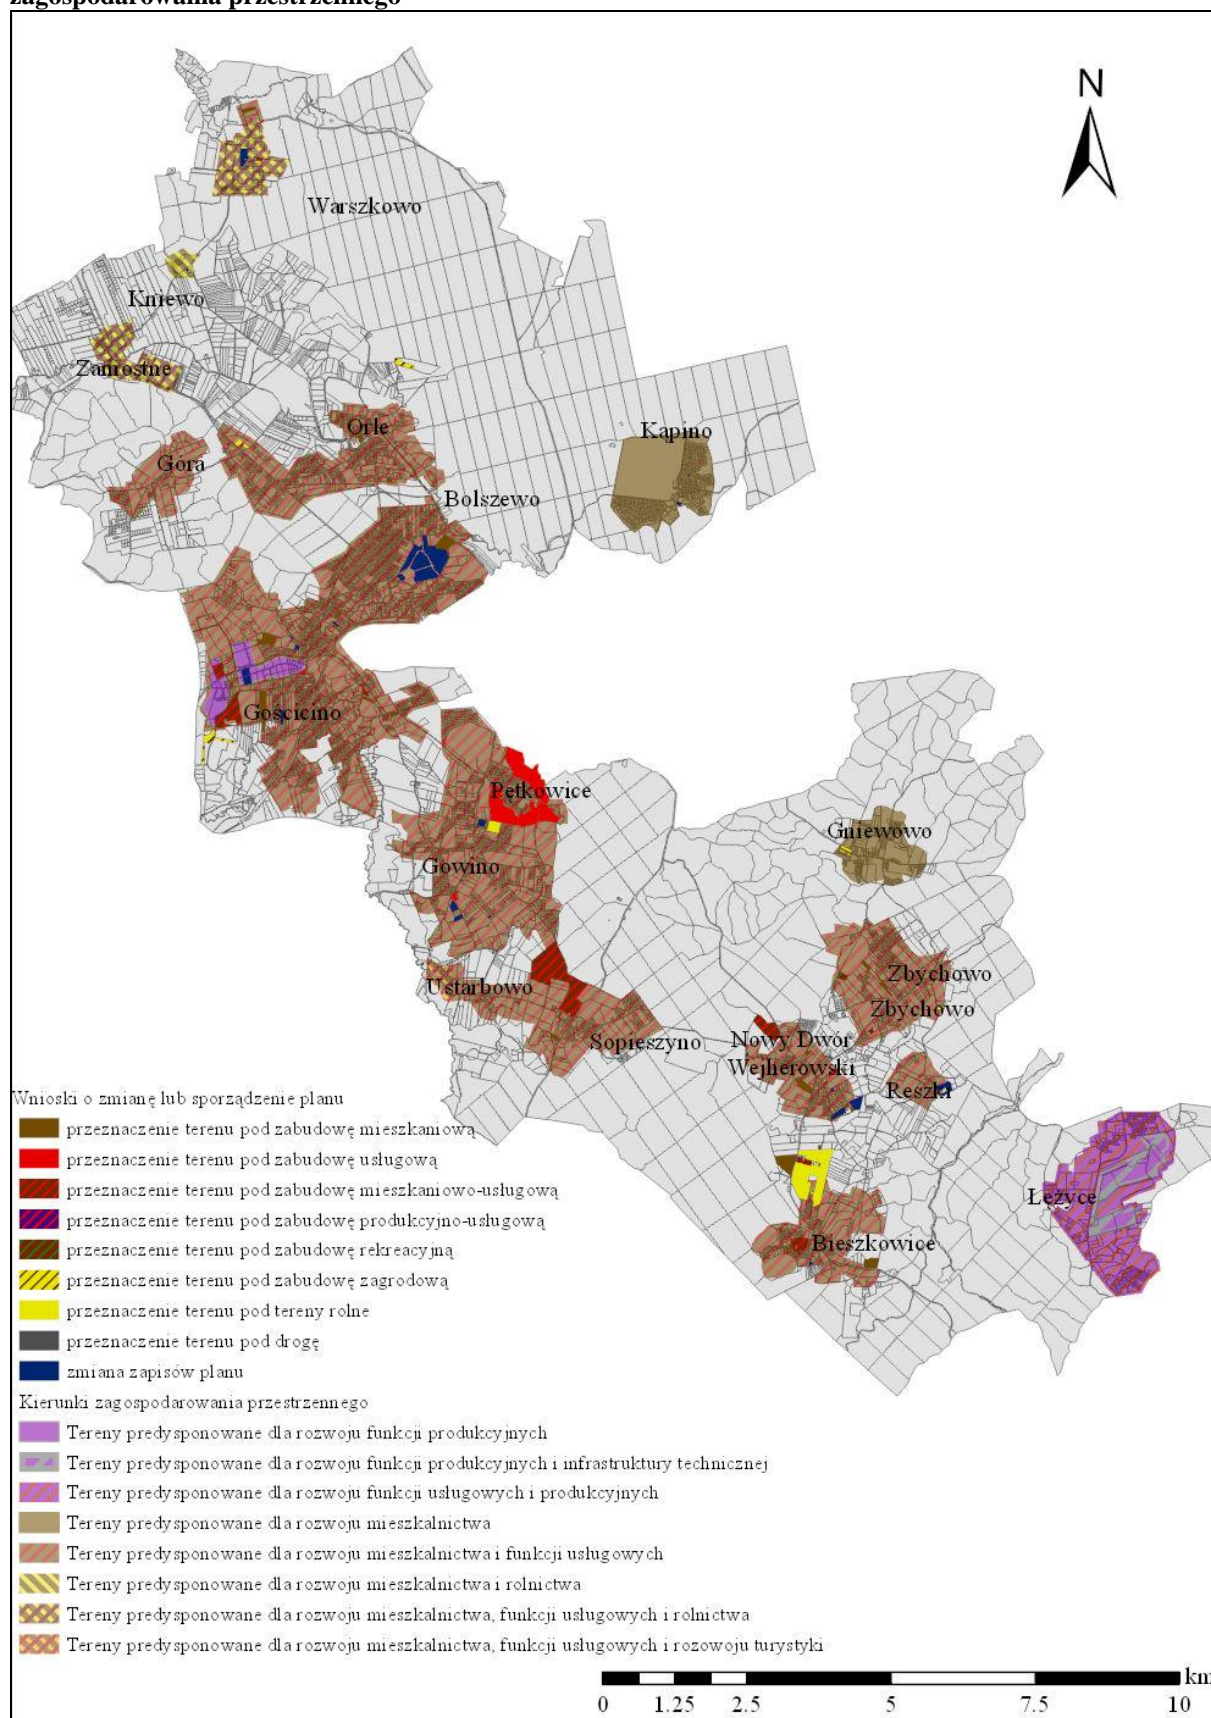 zagospodarowania przestrzennego
N
Warszkowo
Kniewo
Zamostne
Orle
Kąpino
Góra
Bolszewo
Gościcino
Pętkowice
Gniewowo
Gowino
Zbychowo
Ustarbowo
Zbychowo
Sopieszyno
Nowy Dwór
Wejherowski
Reszki
Łężyce
Bieszkowice
Wnioski o zmianę lub sporządzenie planu
przeznaczenie terenu pod zabudowę mieszkaniową
przeznaczenie terenu pod zabudowę usługową
przeznaczenie terenu pod zabudowę mieszkaniowo-usługową
przeznaczenie terenu pod zabudowę produkcyjno-usługową
przeznaczenie terenu pod zabudowę rekreacyjną
przeznaczenie terenu pod zabudowę zagrodową
przeznaczenie terenu pod tereny rolne
przeznaczenie terenu pod drogę
zmiana zapisów planu
Kierunki zagospodarowania przestrzennego
Tereny predysponowane dla rozwoju funkcji produkcyjnych
Tereny predysponowane dla rozwoju funkcji produkcyjnych i infrastruktury technicznej
Tereny predysponowane dla rozwoju funkcji usługowych i produkcyjnych
Tereny predysponowane dla rozwoju mieszkalnictwa
Tereny predysponowane dla rozwoju mieszkalnictwa i funkcji usługowych
Tereny predysponowane dla rozwoju mieszkalnictwa i rolnictwa
Tereny predysponowane dla rozwoju mieszkalnictwa, funkcji usługowych i rolnictwa
Tereny predysponowane dla rozwoju mieszkalnictwa, funkcji usługowych i rozowoju turystyki
km
0 1.25 2.5 5 7.5 10